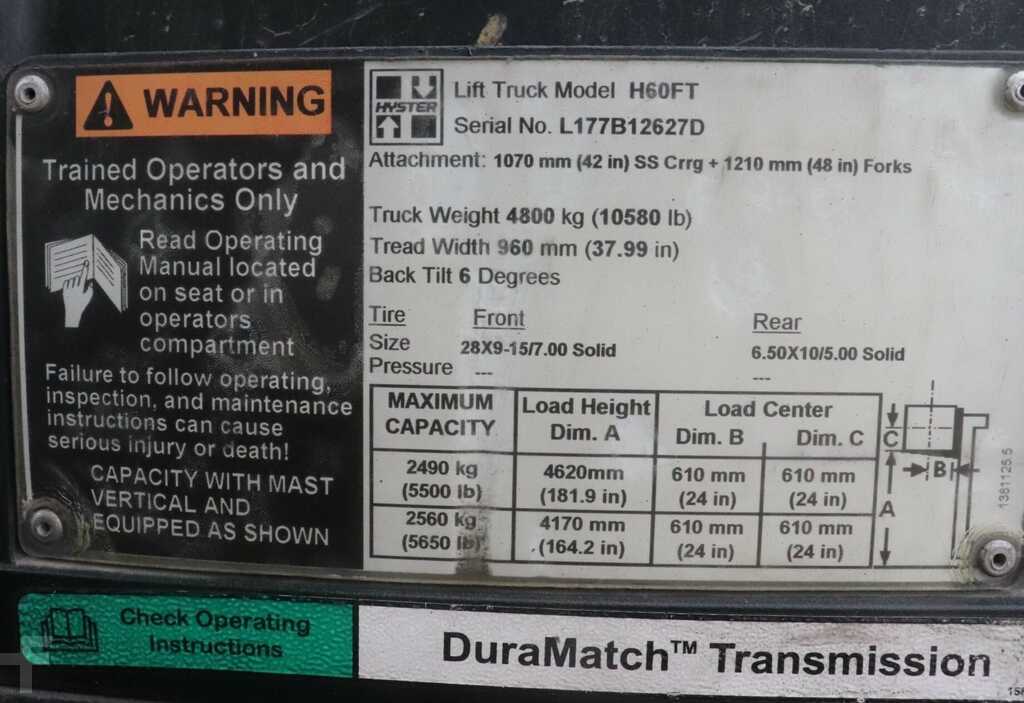 WARNING
Trained Operators and
Mechanics Only
Read Operating
Manual located
on seat or in
operators
compartment
Failure to follow operating,
inspection, and maintenance
instructions can cause
serious injury or death!
CAPACITY WITH MAST
VERTICAL AND
EQUIPPED AS SHOWN
HYSTER
Lift Truck Model H60FT
Serial No. L177B12627D
Attachment: 1070 mm (42 in) SS Crrg + 1210 mm (48 in) Forks
Truck Weight 4800 kg (10580 lb)
Tread Width 960 mm (37.99 in)
Back Tilt 6 Degrees
Tire Front Rear
Size 28X9-15/7.00 Solid 6.50X10/5.00 Solid
Pressure --- ---
MAXIMUM CAPACITY Load Height Dim. A Load Center Dim. B Dim. C
2490 kg 4620mm 610 mm 610 mm
(5500 lb) (181.9 in) (24 in) (24 in)
2560 kg 4170 mm 610 mm 610 mm
(5650 lb) (164.2 in) (24 in) (24 in)
C
B
A
1381125.5
Check Operating
Instructions
DuraMatch™ Transmission